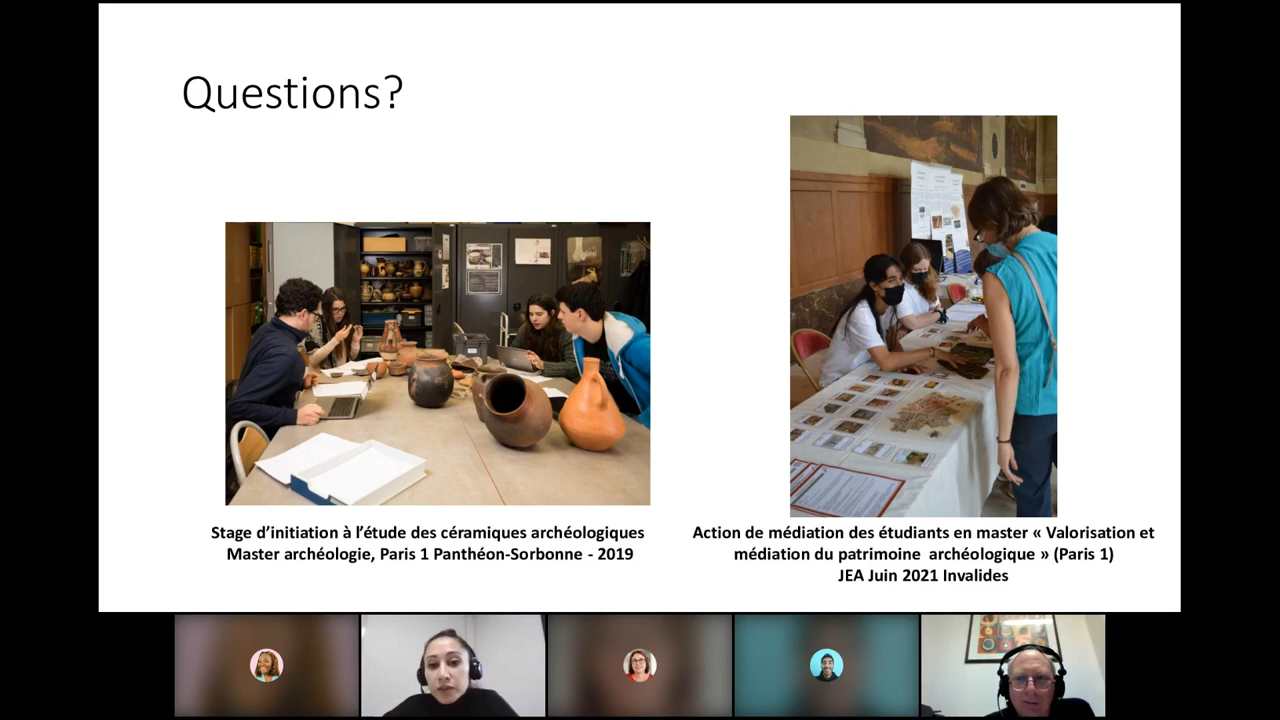 Questions?
Stage d’initiation à l’étude des céramiques archéologiques
Master archéologie, Paris 1 Panthéon-Sorbonne - 2019
Action de médiation des étudiants en master « Valorisation et
médiation du patrimoine archéologique » (Paris 1)
JEA Juin 2021 Invalides